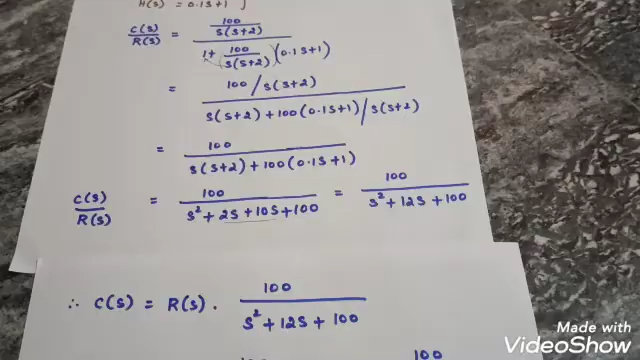 H(s) = 0.1s+1 }
C(s)/R(s) = (100 / s(s+2)) / (1 + (100 / s(s+2)) (0.1s+1))
= (100 / s(s+2)) / (s(s+2) + 100(0.1s+1) / s(s+2))
= 100 / (s(s+2) + 100(0.1s+1))
C(s)/R(s) = 100 / (s² + 2s + 10s + 100) = 100 / (s² + 12s + 100)
∴ C(s) = R(s) . 100 / (s² + 12s + 100)
100
Made with
VideoShow